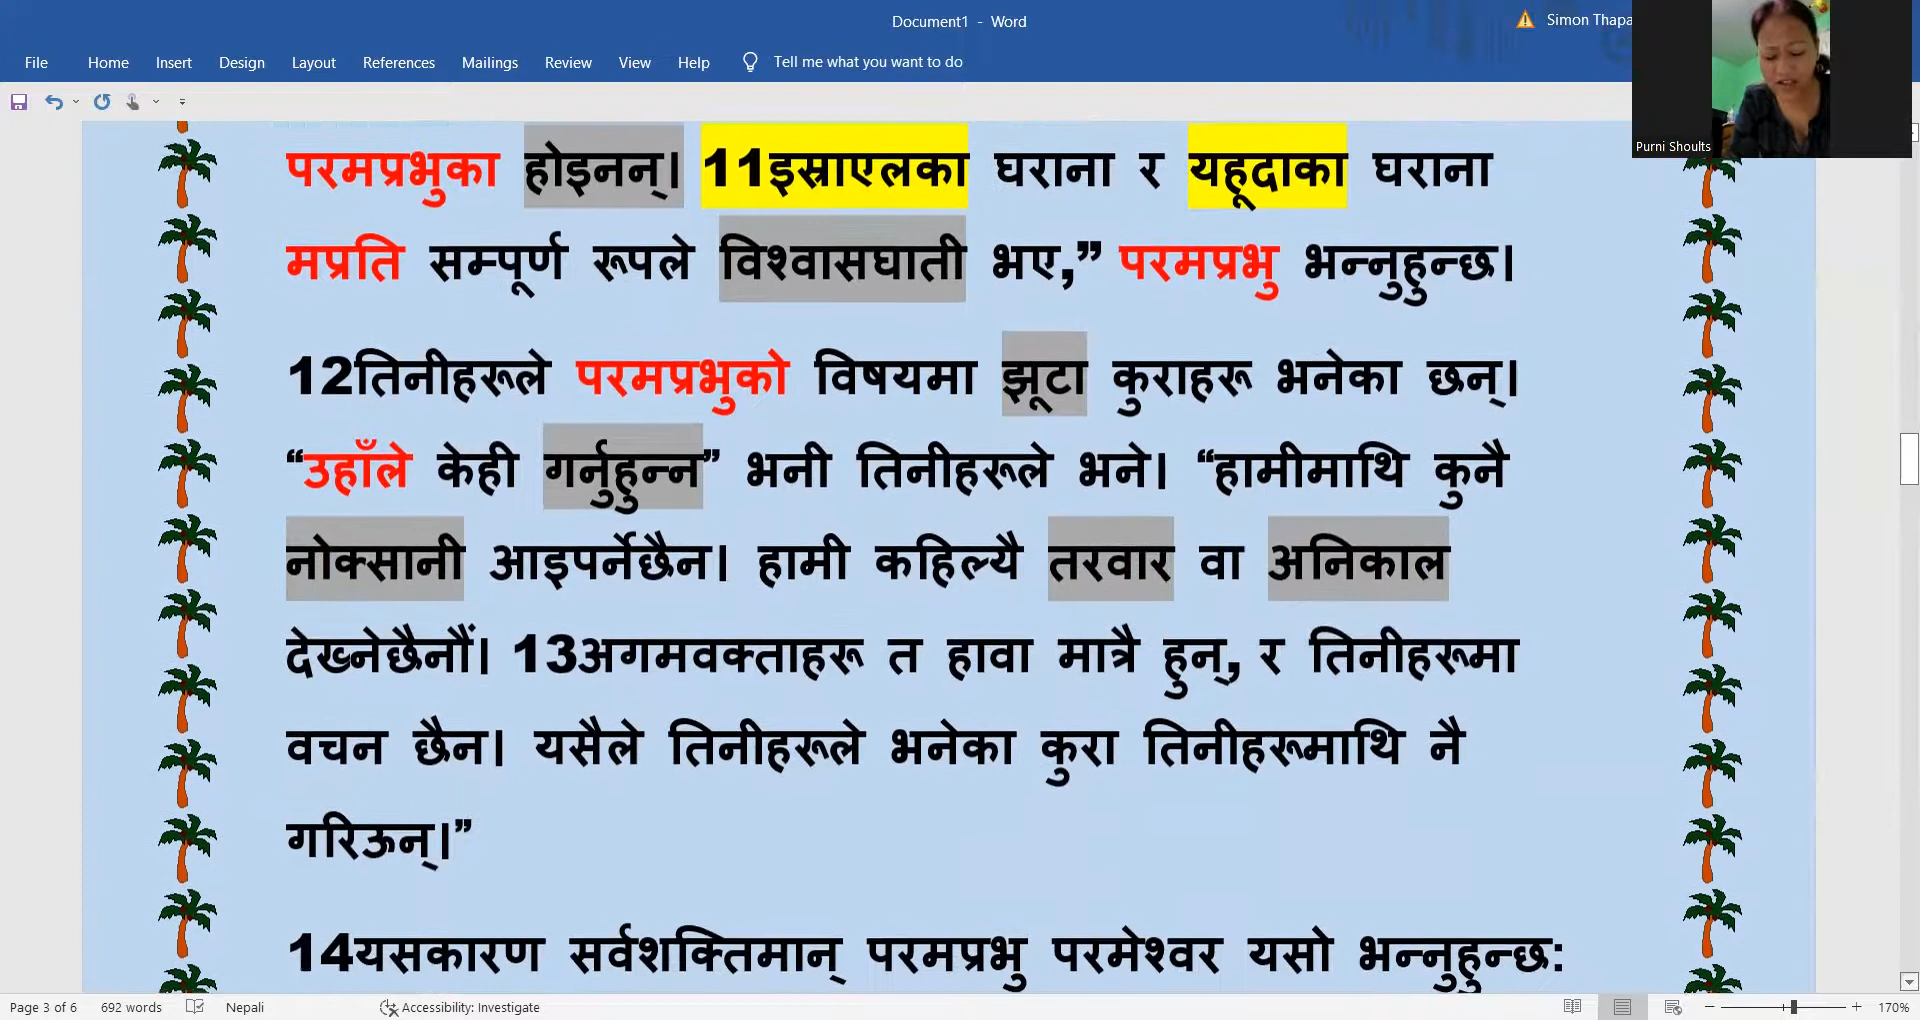 Document1 - Word
Simon Thapa
File Home Insert Design Layout References Mailings Review View Help Tell me what you want to do
Purni Shoults
परमप्रभुका होइनन्। 11इस्राएलका घराना र यहूदाका घराना
मप्रति सम्पूर्ण रूपले विश्वासघाती भए,” परमप्रभु भन्नुहुन्छ।
12तिनीहरूले परमप्रभुको विषयमा झूटा कुराहरू भनेका छन्।
“उहाँले केही गर्नुहुन्न” भनी तिनीहरूले भने। “हामीमाथि कुनै
नोक्सानी आइपर्नेछैन। हामी कहिल्यै तरवार वा अनिकाल
देख्नेछैनौं। 13अगमवक्ताहरू त हावा मात्रै हुन्, र तिनीहरूमा
वचन छैन। यसैले तिनीहरूले भनेका कुरा तिनीहरूमाथि नै
गरिऊन्।”
14यसकारण सर्वशक्तिमान् परमप्रभु परमेश्वर यसो भन्नुहुन्छ:
Page 3 of 6 692 words Nepali Accessibility: Investigate 170%